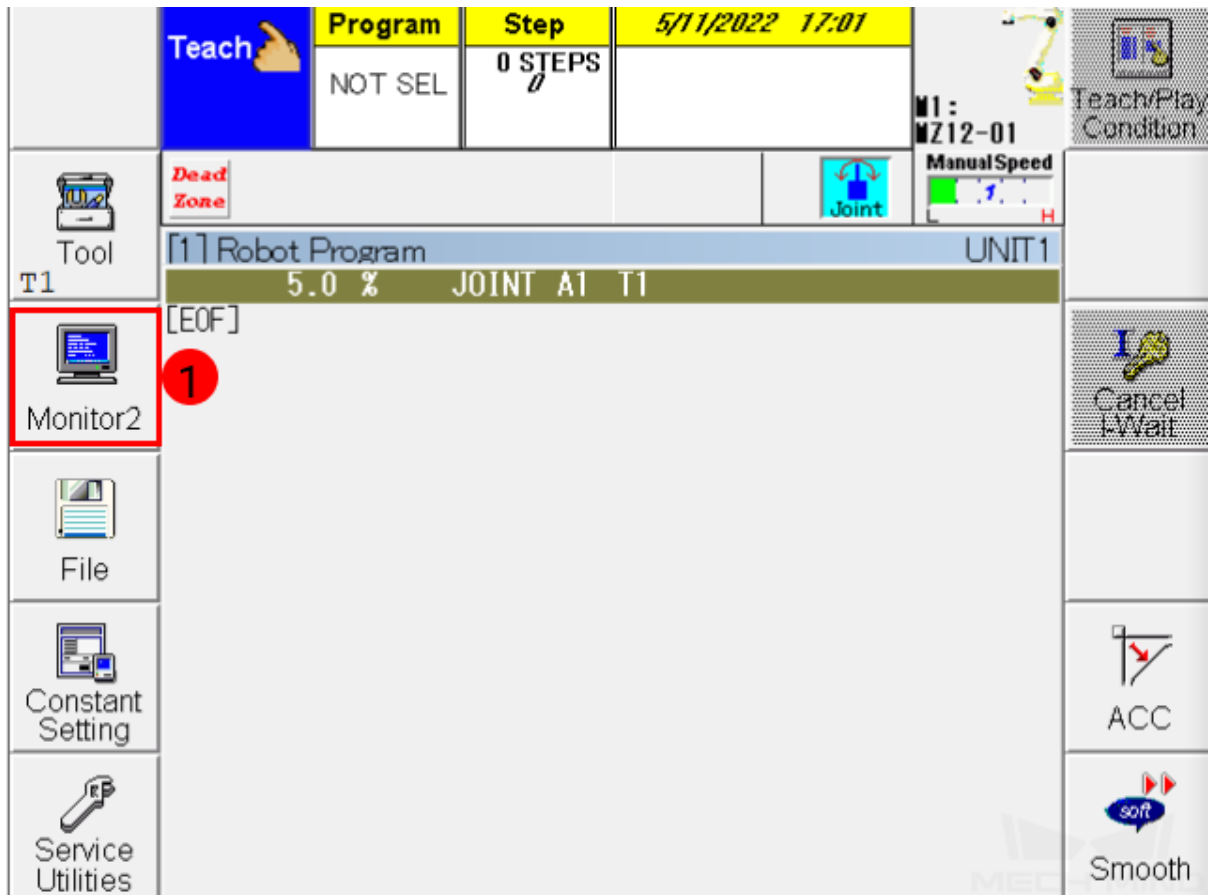 Teach
Program
NOT SEL
Step
0 STEPS
0
5/11/2022 17:01
M1:
MZ12-01
Teach/Play
Condition
Tool
T1
Dead
Zone
Joint
Manual Speed
1
L H
[1] Robot Program UNIT1
5.0 % JOINT A1 T1
[EOF]
Monitor2
1
I
Cancel
I-Wait
File
Constant
Setting
ACC
Service
Utilities
soft
Smooth
MECH MIND